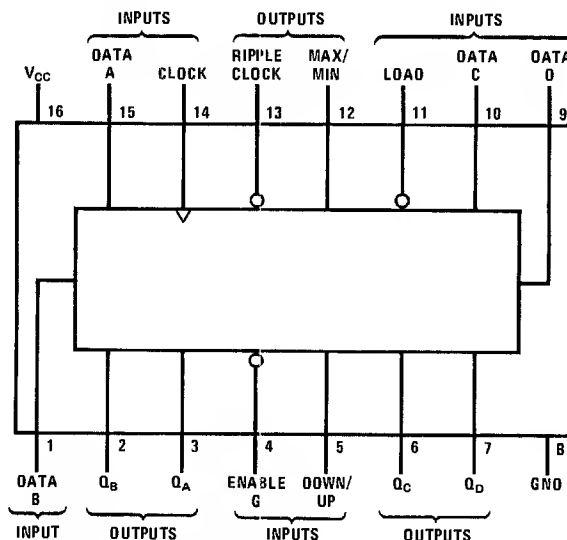 INPUTS OUTPUTS INPUTS
DATA A CLOCK RIPPLE CLOCK MAX/MIN LOAD DATA C DATA D
VCC
16 15 14 13 12 11 10 9
1 2 3 4 5 6 7 8
DATA B QB QA ENABLE G DOWN/UP QC QD GND
INPUT OUTPUTS INPUTS OUTPUTS